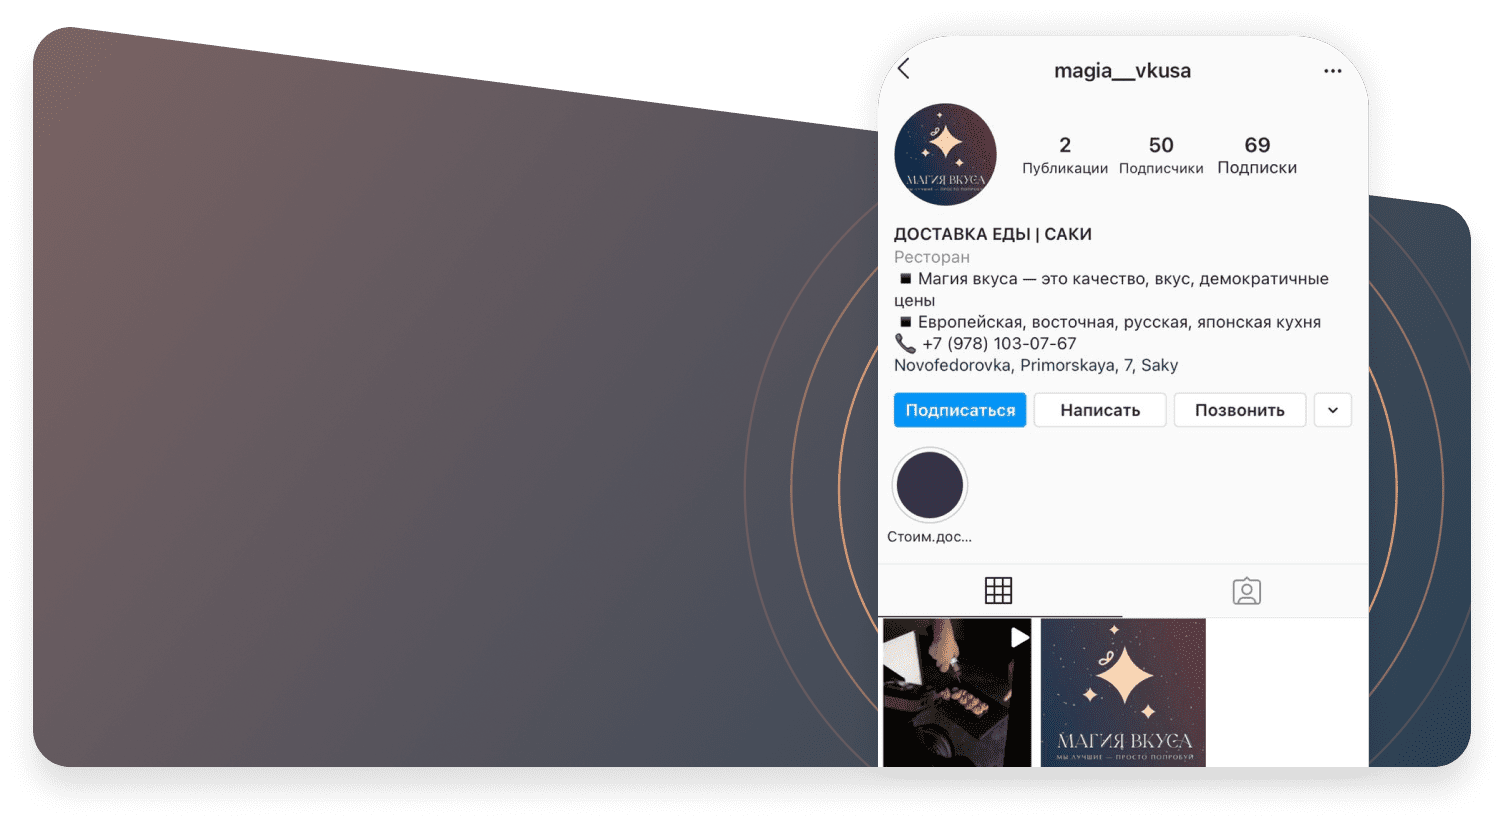 magia__vkusa
МАГИЯ ВКУСА
2 50 69
Публикации Подписчики Подписки
ДОСТАВКА ЕДЫ | САКИ
Ресторан
Магия вкуса — это качество, вкус, демократичные
цены
Европейская, восточная, русская, японская кухня
+7 (978) 103-07-67
Novofedorovka, Primorskaya, 7, Saky
Подписаться Написать Позвонить
Стоим.дос...
МАГИЯ ВКУСА
МЫ ЛУЧШИЕ — ПРОСТО ПОПРОБУЙ